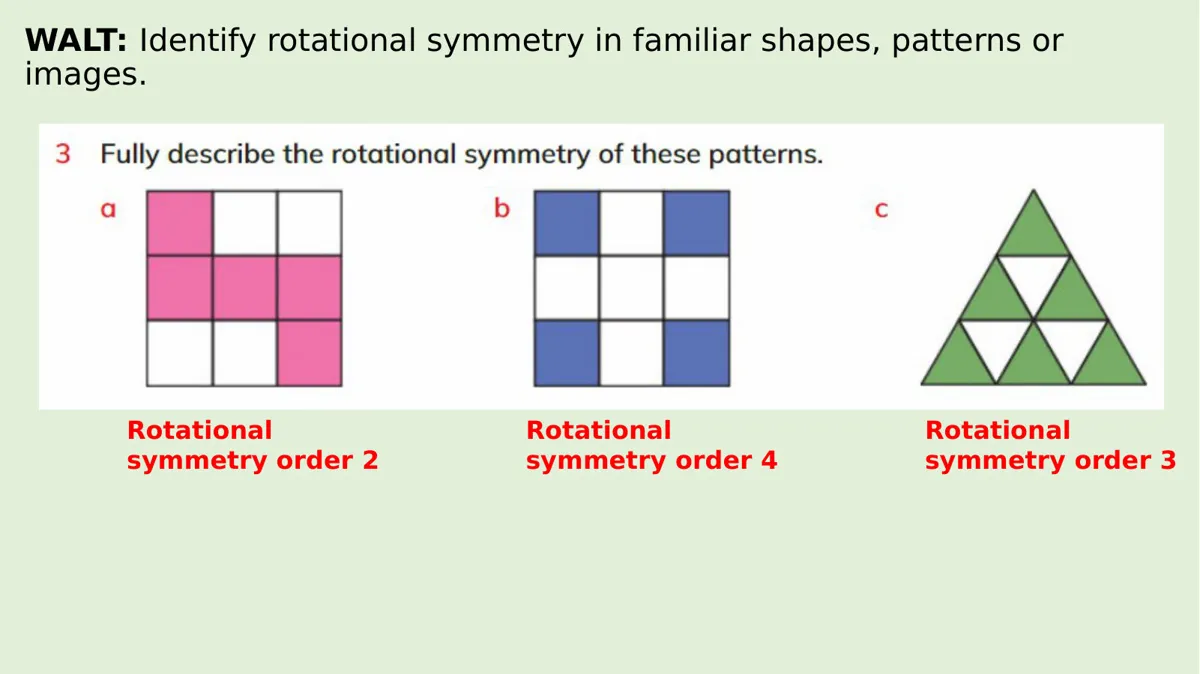 WALT: Identify rotational symmetry in familiar shapes, patterns or
images.
3 Fully describe the rotational symmetry of these patterns.
a b c
Rotational
symmetry order 2
Rotational
symmetry order 4
Rotational
symmetry order 3